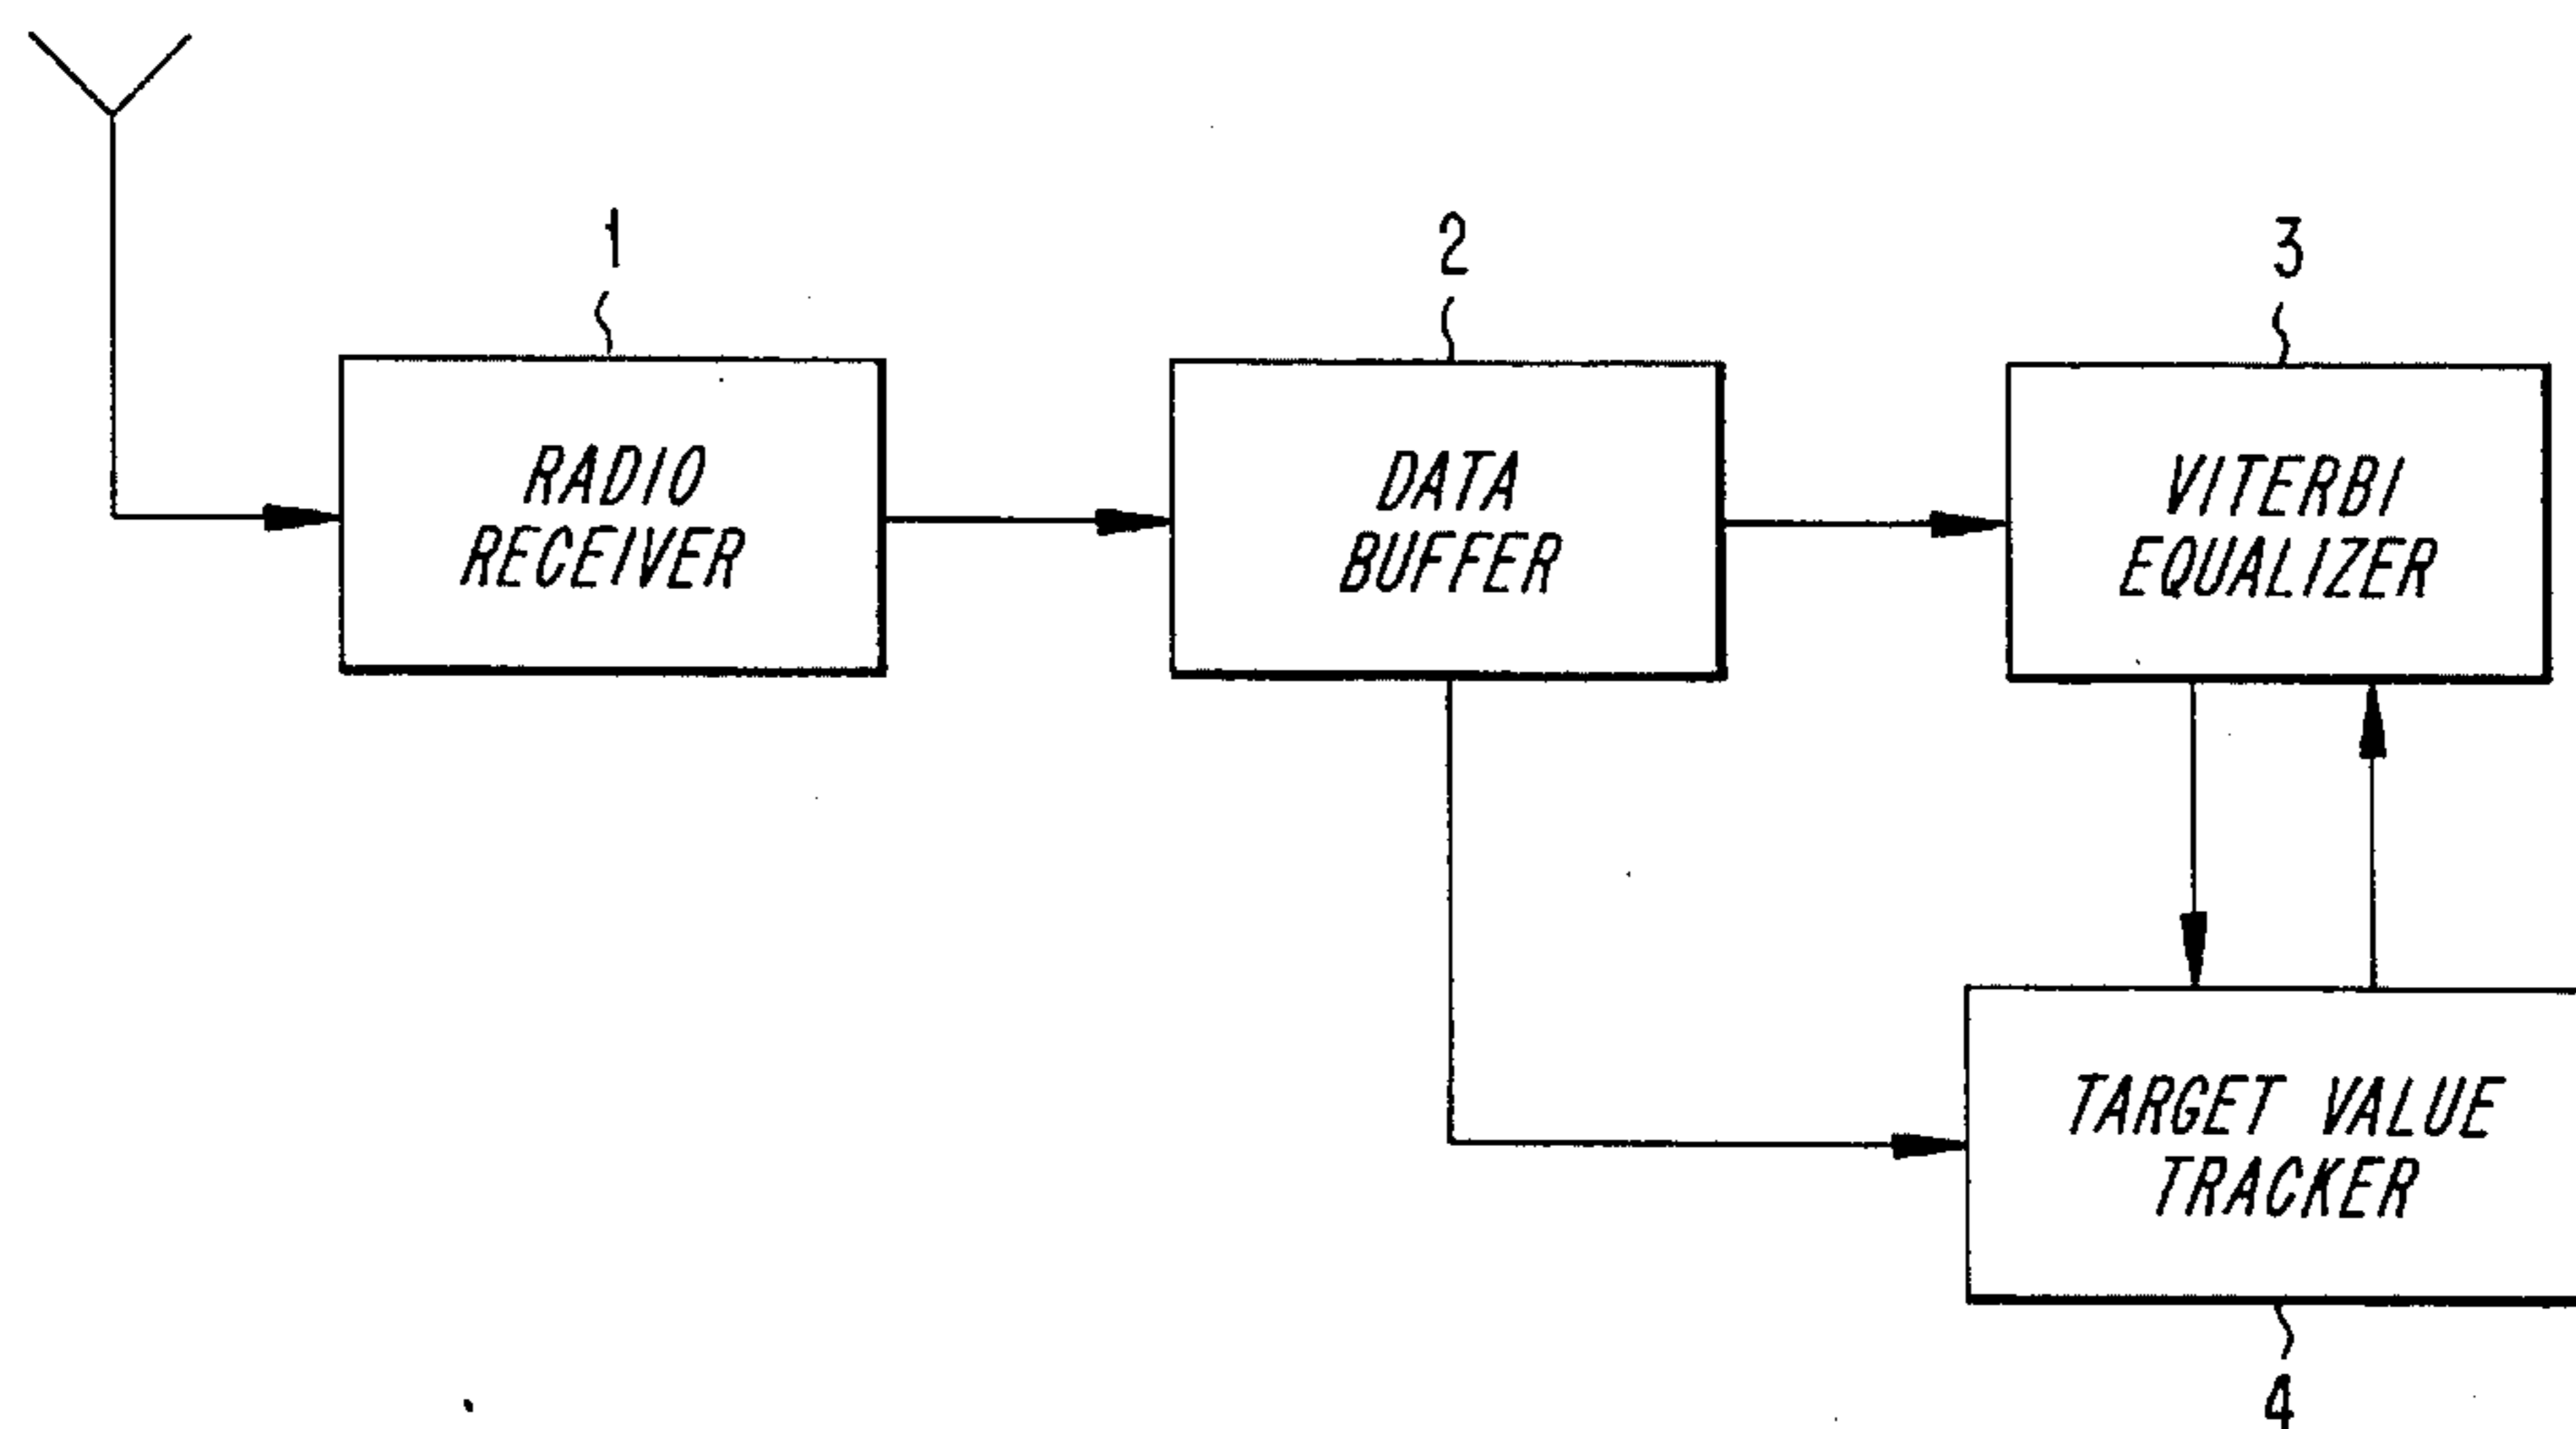 1
2
3
RADIO
RECEIVER
DATA
BUFFER
VITERBI
EQUALIZER
TARGET VALUE
TRACKER
4